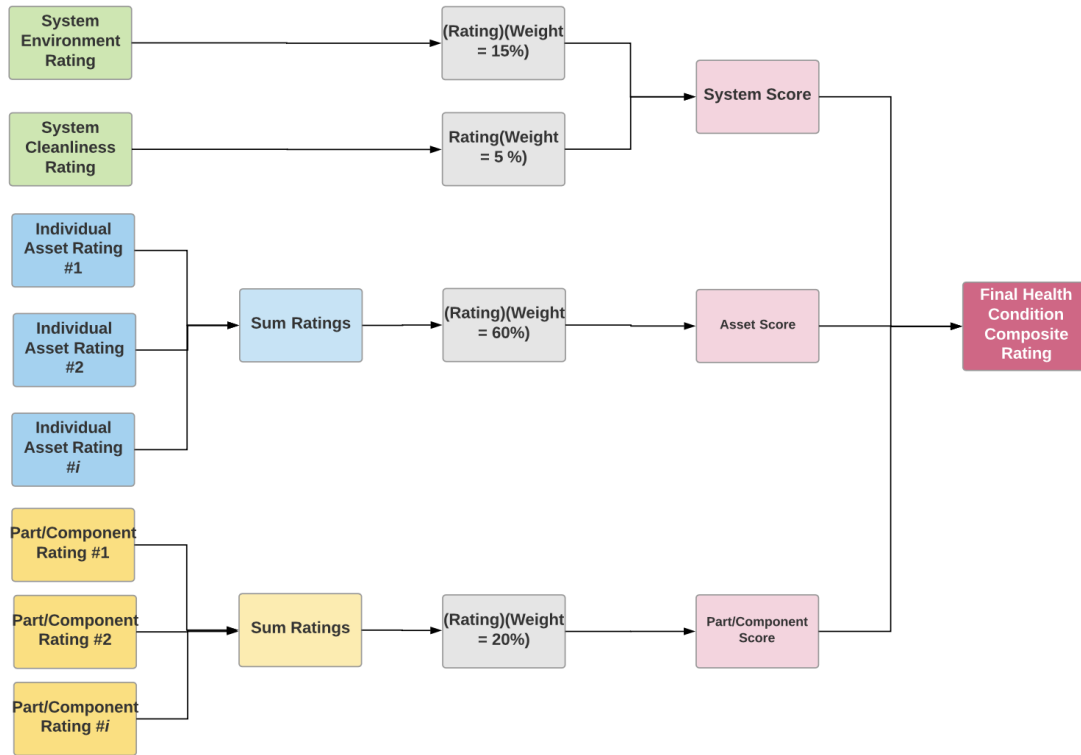 System
Environment
Rating
(Rating)(Weight
= 15%)
System Score
System
Cleanliness
Rating
Rating(Weight
= 5 %)
Individual
Asset Rating
#1
Individual
Asset Rating
#2
Individual
Asset Rating
#i
Sum Ratings
(Rating)(Weight
= 60%)
Asset Score
Final Health
Condition
Composite
Rating
Part/Component
Rating #1
Part/Component
Rating #2
Part/Component
Rating #i
Sum Ratings
(Rating)(Weight
= 20%)
Part/Component
Score